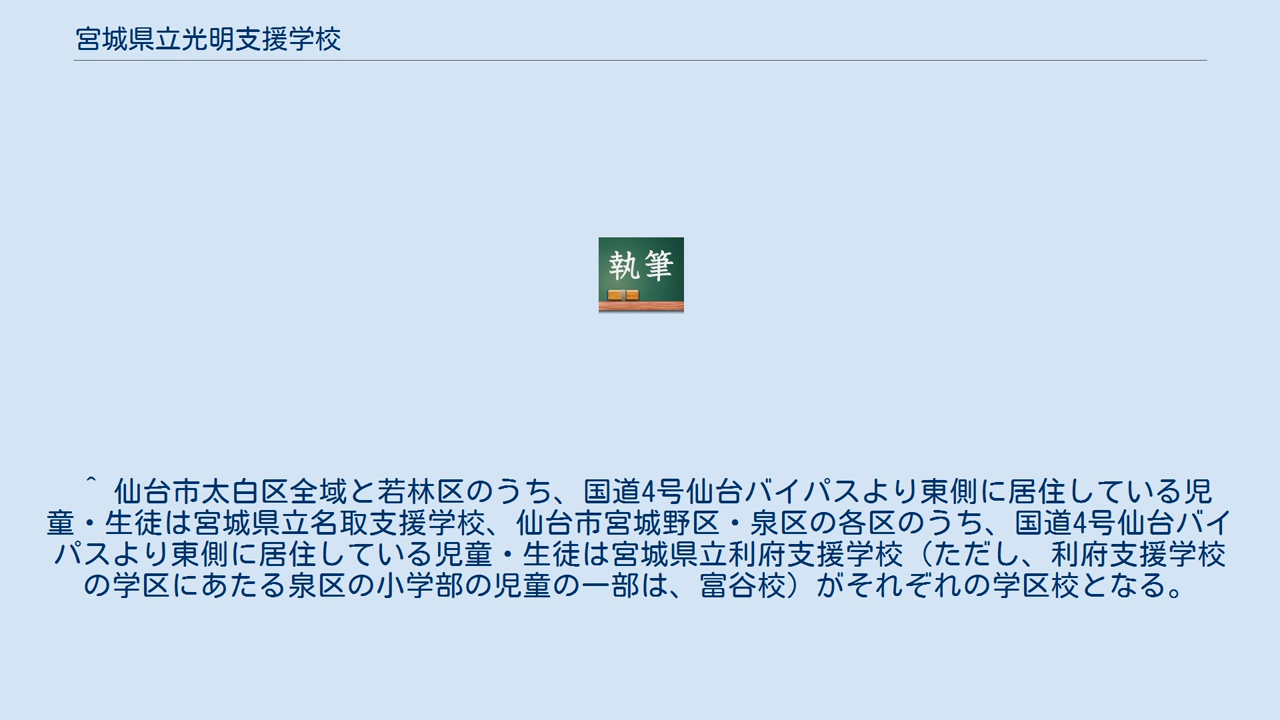 宮城県立光明支援学校
執筆
^ 仙台市太白区全域と若林区のうち、国道4号仙台バイパスより東側に居住している児
童・生徒は宮城県立名取支援学校、仙台市宮城野区・泉区の各区のうち、国道4号仙台バイ
パスより東側に居住している児童・生徒は宮城県立利府支援学校（ただし、利府支援学校
の学区にあたる泉区の小学部の児童の一部は、富谷校）がそれぞれの学区校となる。